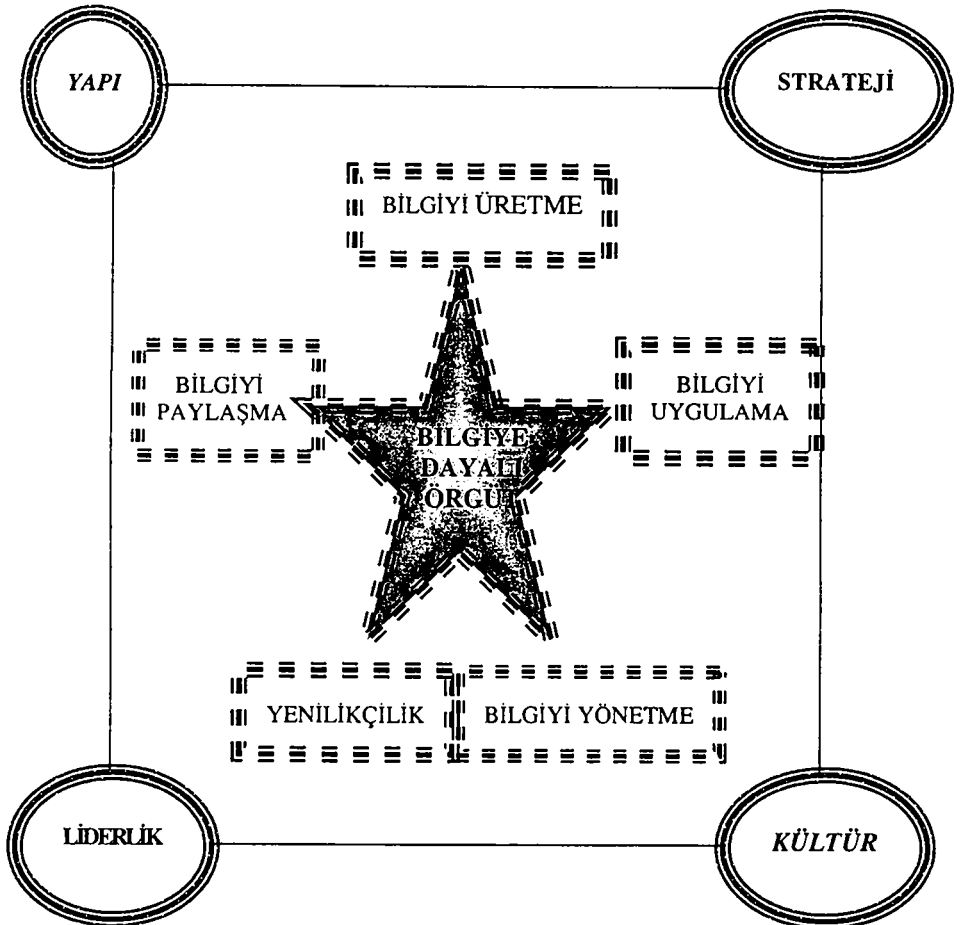 YAPI
STRATEJİ
BİLGİYİ ÜRETME
BİLGİYİ
PAYLAŞMA
BİLGİYİ
UYGULAMA
BİLGİYE
DAYALI
ÖRGÜT
YENİLİKÇİLİK
BİLGİYİ YÖNETME
LİDERLİK
KÜLTÜR